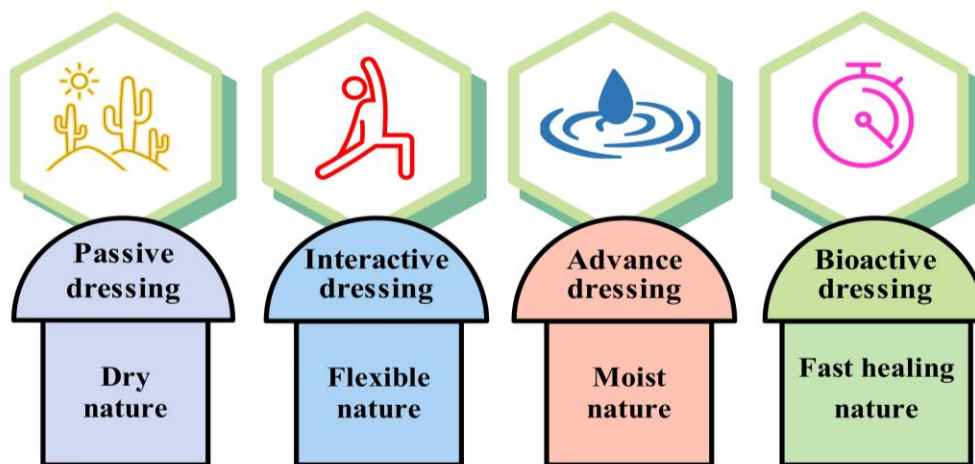 Passive
dressing
Dry
nature
Interactive
dressing
Flexible
nature
Advance
dressing
Moist
nature
Bioactive
dressing
Fast healing
nature